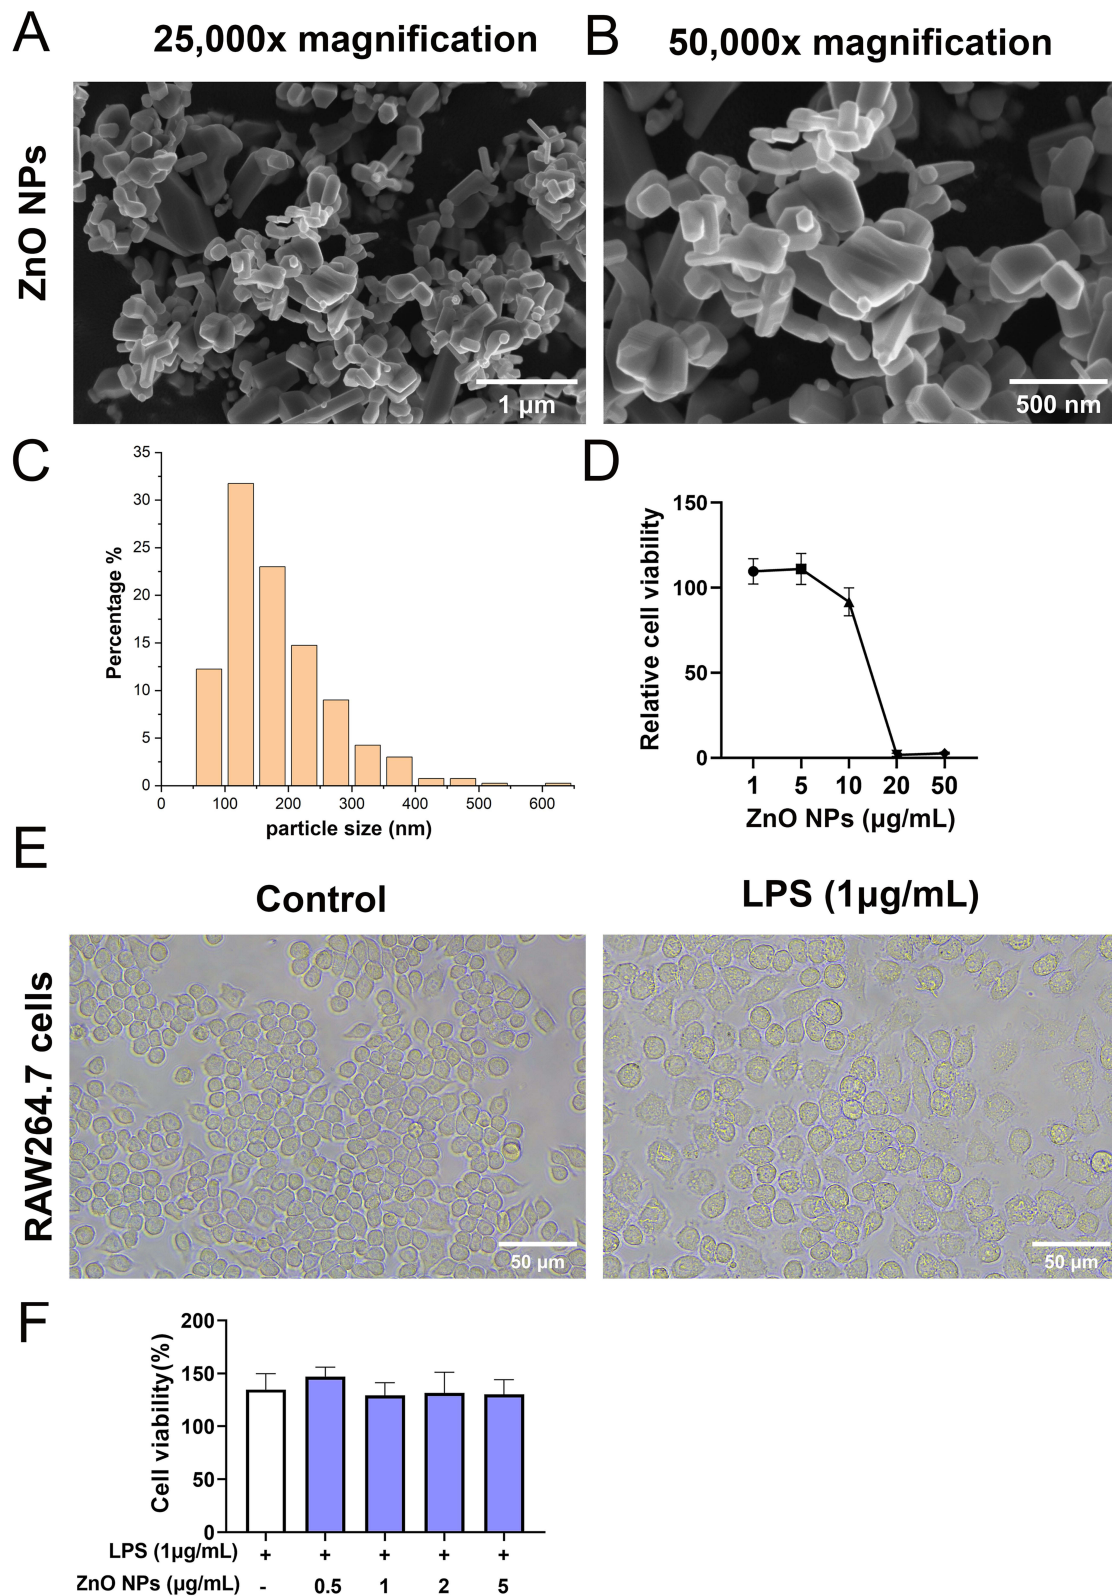 A
25,000x magnification
B
50,000x magnification
ZnO NPs
1 µm
500 nm
C
Percentage %
35
30
25
20
15
10
5
0
0 100 200 300 400 500 600
particle size (nm)
D
Relative cell viability
150
100
50
0
1 5 10 20 50
ZnO NPs (µg/mL)
E
Control
LPS (1µg/mL)
RAW264.7 cells
50 µm
50 µm
F
Cell viability(%)
200
150
100
50
0
LPS (1µg/mL) + + + + +
ZnO NPs (µg/mL) - 0.5 1 2 5